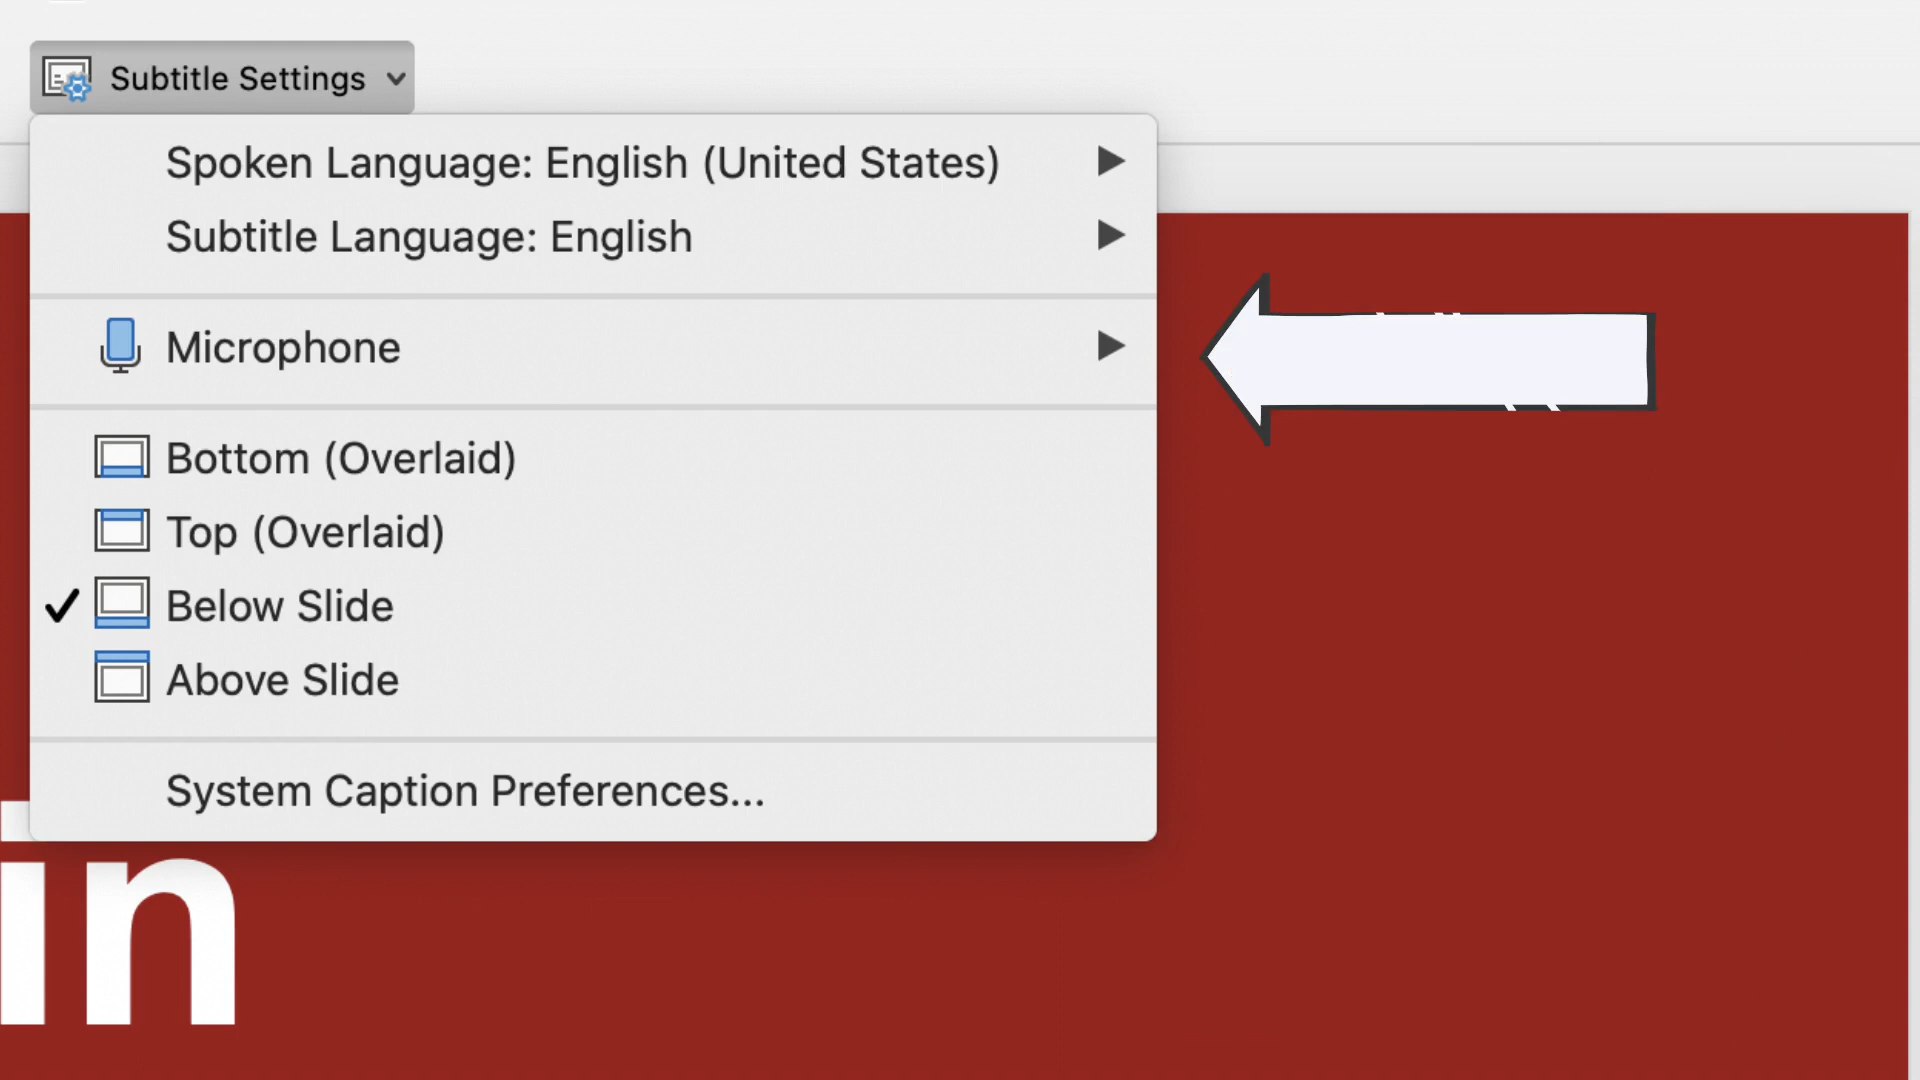 Subtitle Settings
Spoken Language: English (United States)
Subtitle Language: English
Microphone
Bottom (Overlaid)
Top (Overlaid)
Below Slide
Above Slide
System Caption Preferences...
in